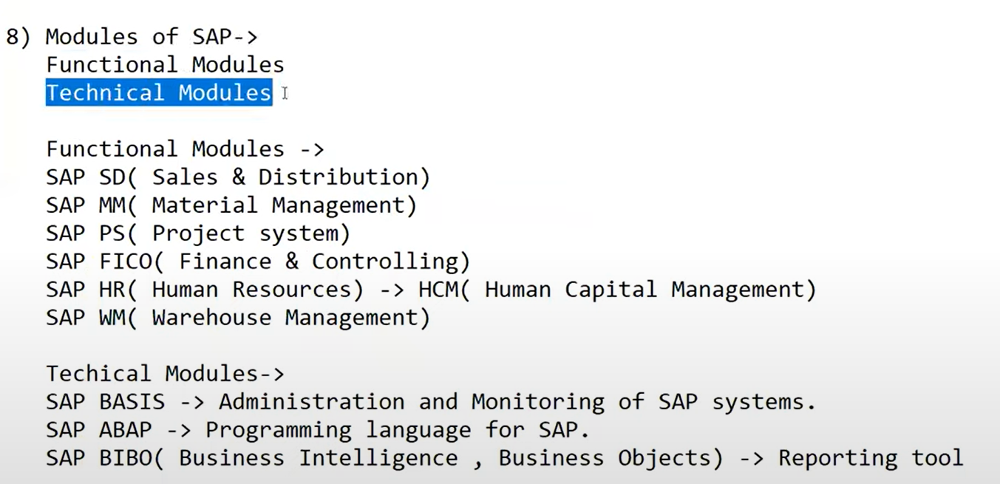 8) Modules of SAP->
Functional Modules
Technical Modules
Functional Modules ->
SAP SD( Sales & Distribution)
SAP MM( Material Management)
SAP PS( Project system)
SAP FICO( Finance & Controlling)
SAP HR( Human Resources) -> HCM( Human Capital Management)
SAP WM( Warehouse Management)
Techical Modules->
SAP BASIS -> Administration and Monitoring of SAP systems.
SAP ABAP -> Programming language for SAP.
SAP BIBO( Business Intelligence , Business Objects) -> Reporting tool